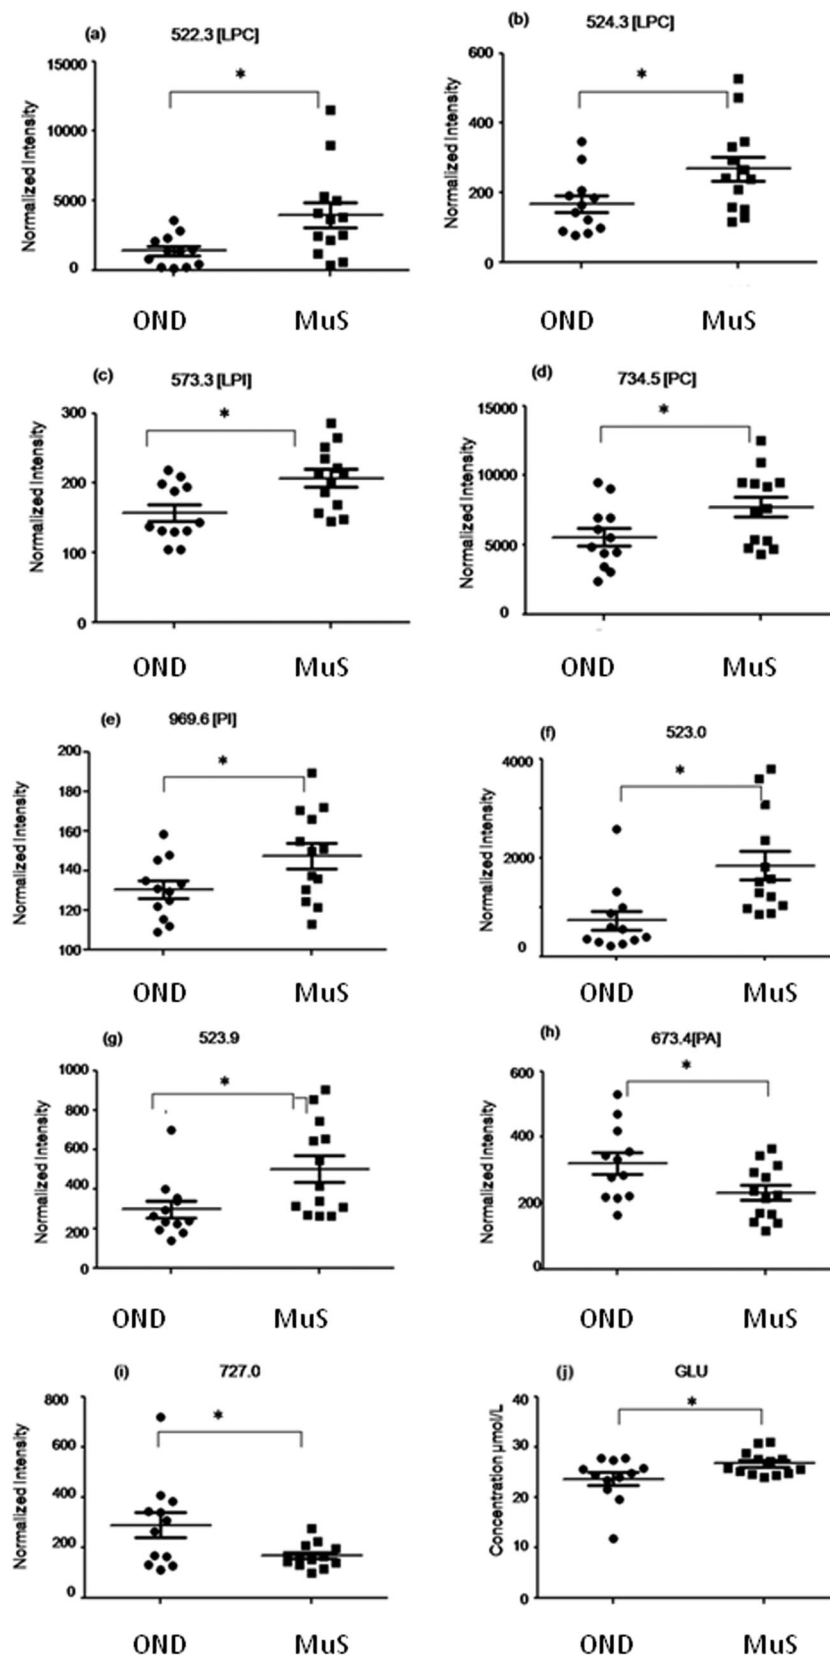 (a) 522.3 [LPC]
Normalized Intensity
15000
10000
5000
0
*
OND MuS
(b) 524.3 [LPC]
Normalized Intensity
600
400
200
0
*
OND MuS
(c) 573.3 [LPI]
Normalized Intensity
300
200
100
0
*
OND MuS
(d) 734.5 [PC]
Normalized Intensity
15000
10000
5000
0
*
OND MuS
(e) 969.6 [PI]
Normalized Intensity
200
180
160
140
120
100
*
OND MuS
(f) 523.0
Normalized Intensity
4000
2000
0
*
OND MuS
(g) 523.9
Normalized Intensity
1000
800
600
400
200
0
*
OND MuS
(h) 673.4[PA]
Normalized Intensity
600
400
200
0
*
OND MuS
(i) 727.0
Normalized Intensity
800
600
400
200
0
*
OND MuS
(j) GLU
Concentration µmol/L
40
30
20
10
0
*
OND MuS